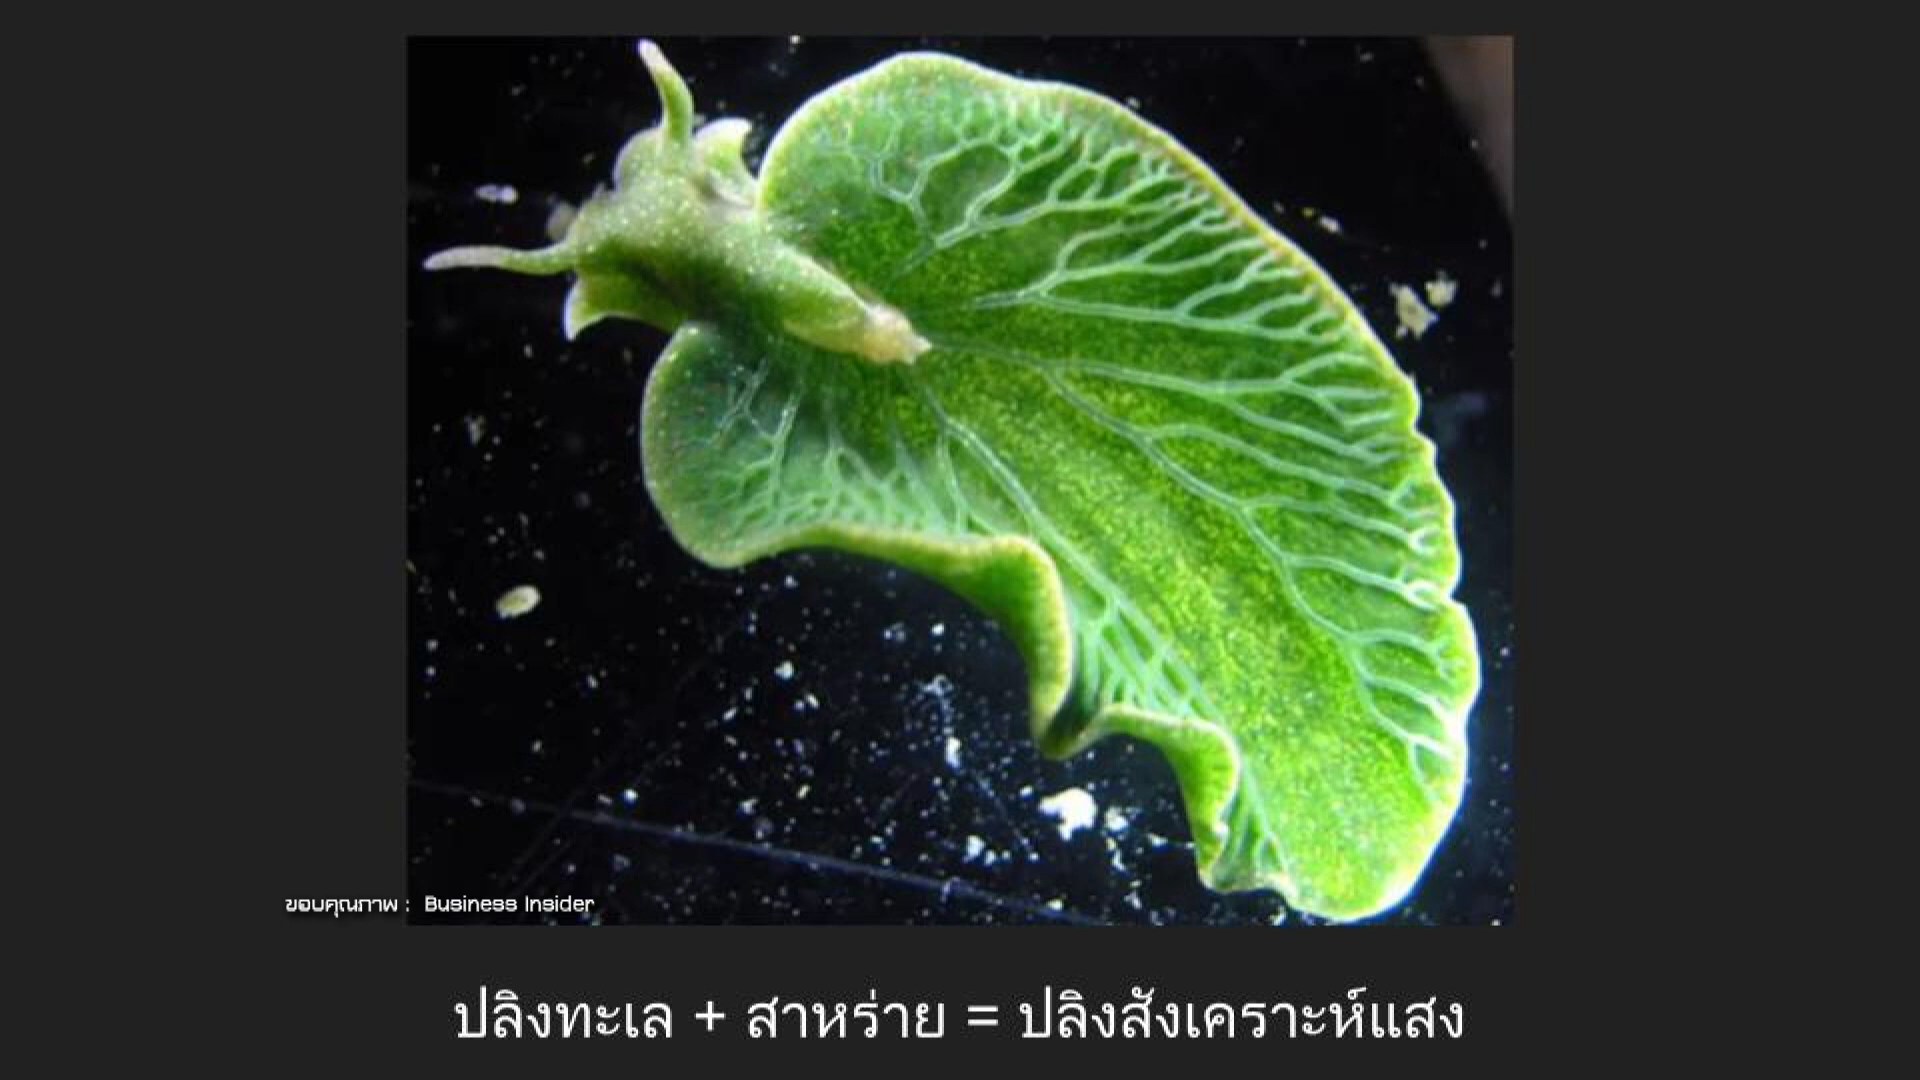 ขอบคุณภาพ : Business Insider
ปลิงทะเล + สาหร่าย = ปลิงสังเคราะห์แสง